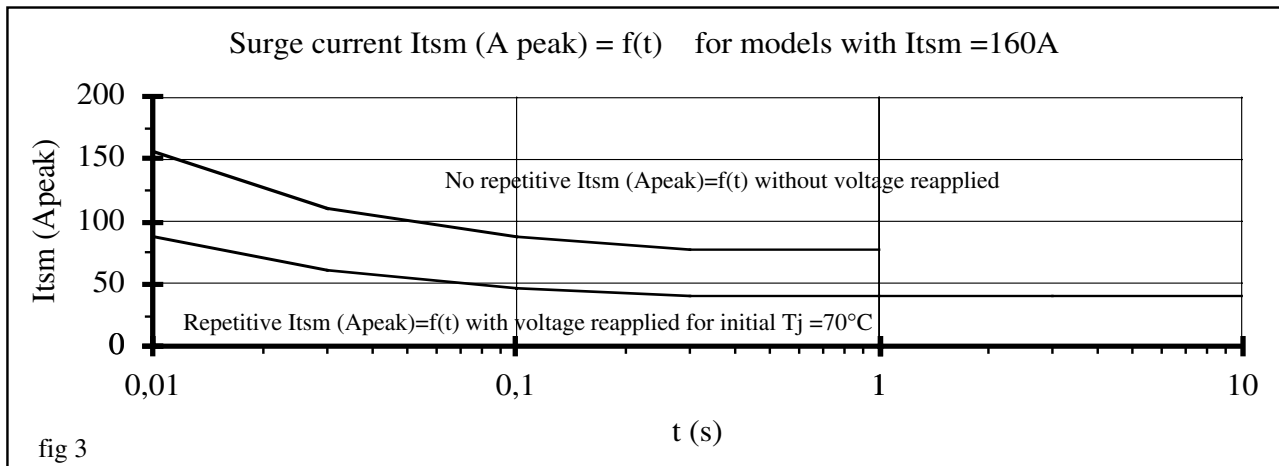 Surge current Itsm (A peak) = f(t) for models with Itsm =160A
Itsm (Apeak)
200
150
100
50
0
No repetitive Itsm (Apeak)=f(t) without voltage reapplied
Repetitive Itsm (Apeak)=f(t) with voltage reapplied for initial Tj =70°C
0,01 0,1 1 10
t (s)
fig 3